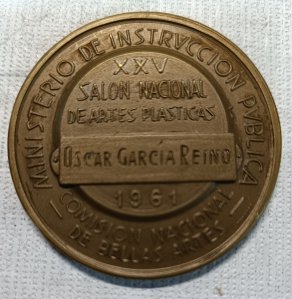 MINISTERIO DE INSTRVCCION PVBLICA
XXV
SALON NACIONAL
DE ARTES PLASTICAS
OSCAR GARCÍA REINO
1961
COMISION NACIONAL
DE BELLAS ARTES